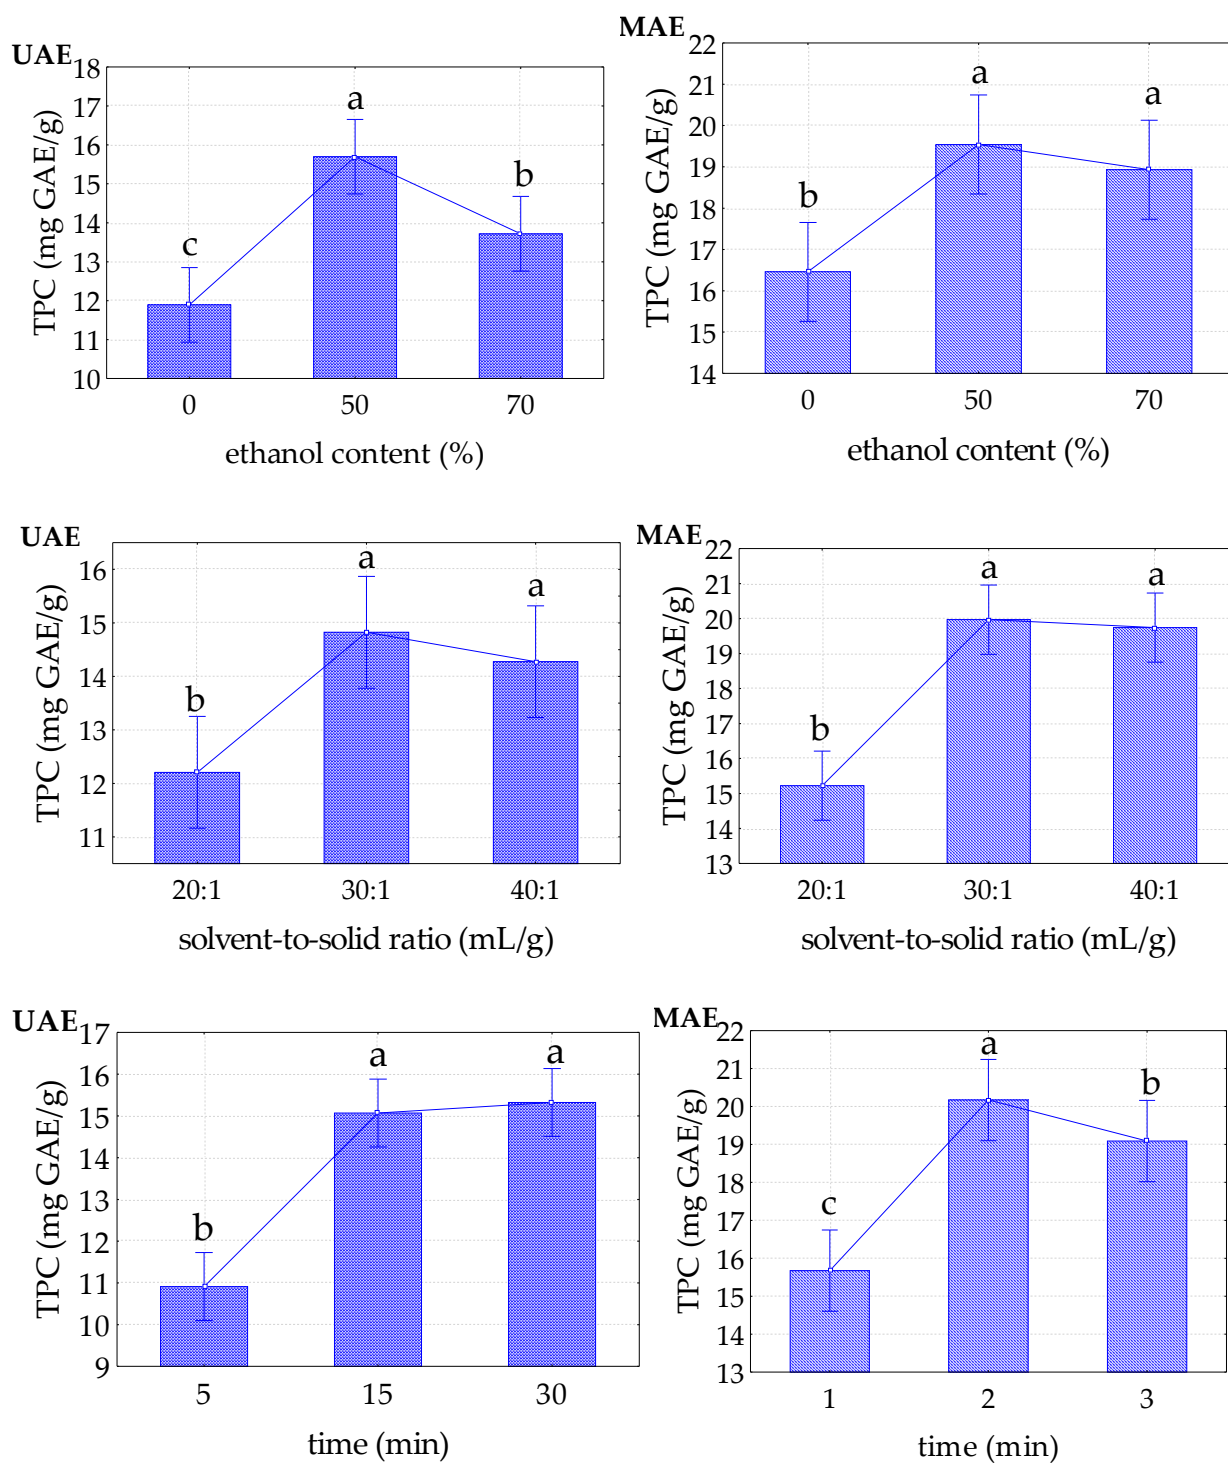 UAE
TPC (mg GAE/g)
18
17
16
15
14
13
12
11
10
c
a
b
0 50 70
ethanol content (%)
MAE
TPC (mg GAE/g)
22
21
20
19
18
17
16
15
14
b
a
a
0 50 70
ethanol content (%)
UAE
TPC (mg GAE/g)
16
15
14
13
12
11
b
a
a
20:1 30:1 40:1
solvent-to-solid ratio (mL/g)
MAE
TPC (mg GAE/g)
22
21
20
19
18
17
16
15
14
13
b
a
a
20:1 30:1 40:1
solvent-to-solid ratio (mL/g)
UAE
TPC (mg GAE/g)
17
16
15
14
13
12
11
10
9
b
a
a
5 15 30
time (min)
MAE
TPC (mg GAE/g)
22
21
20
19
18
17
16
15
14
13
c
a
b
1 2 3
time (min)